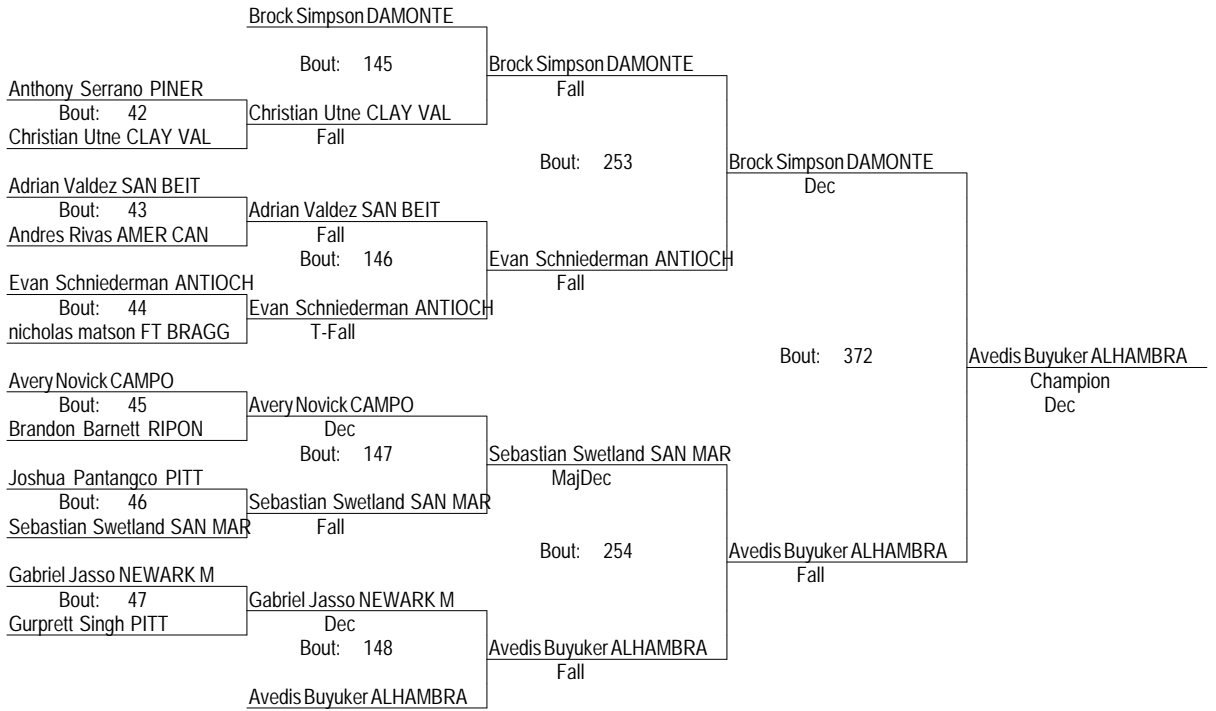 Brock Simpson DAMONTE
Bout: 145
Brock Simpson DAMONTE
Fall
Anthony Serrano PINER
Bout: 42
Christian Utne CLAY VAL
Christian Utne CLAY VAL
Fall
Bout: 253
Brock Simpson DAMONTE
Dec
Adrian Valdez SAN BEIT
Bout: 43
Andres Rivas AMER CAN
Adrian Valdez SAN BEIT
Fall
Bout: 146
Evan Schniederman ANTIOCH
Fall
Evan Schniederman ANTIOCH
Bout: 44
nicholas matson FT BRAGG
Evan Schniederman ANTIOCH
T-Fall
Bout: 372
Avedis Buyuker ALHAMBRA
Champion
Dec
Avery Novick CAMPO
Bout: 45
Brandon Barnett RIPON
Avery Novick CAMPO
Dec
Bout: 147
Sebastian Swetland SAN MAR
MajDec
Joshua Pantangco PITT
Bout: 46
Sebastian Swetland SAN MAR
Sebastian Swetland SAN MAR
Fall
Bout: 254
Avedis Buyuker ALHAMBRA
Fall
Gabriel Jasso NEWARK M
Bout: 47
Gurprett Singh PITT
Gabriel Jasso NEWARK M
Dec
Bout: 148
Avedis Buyuker ALHAMBRA
Fall
Avedis Buyuker ALHAMBRA